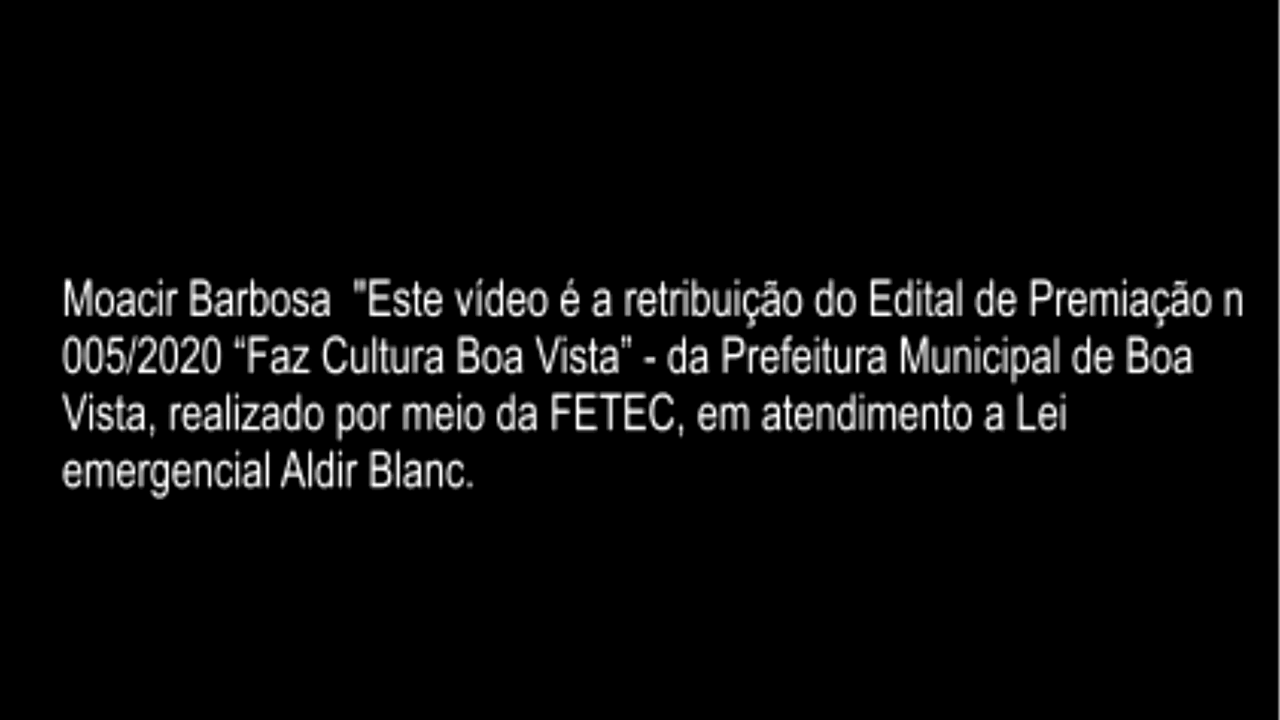 Moacir Barbosa  "Este vídeo é a retribuição do Edital de Premiação n
005/2020 “Faz Cultura Boa Vista” - da Prefeitura Municipal de Boa
Vista, realizado por meio da FETEC, em atendimento a Lei
emergencial Aldir Blanc.